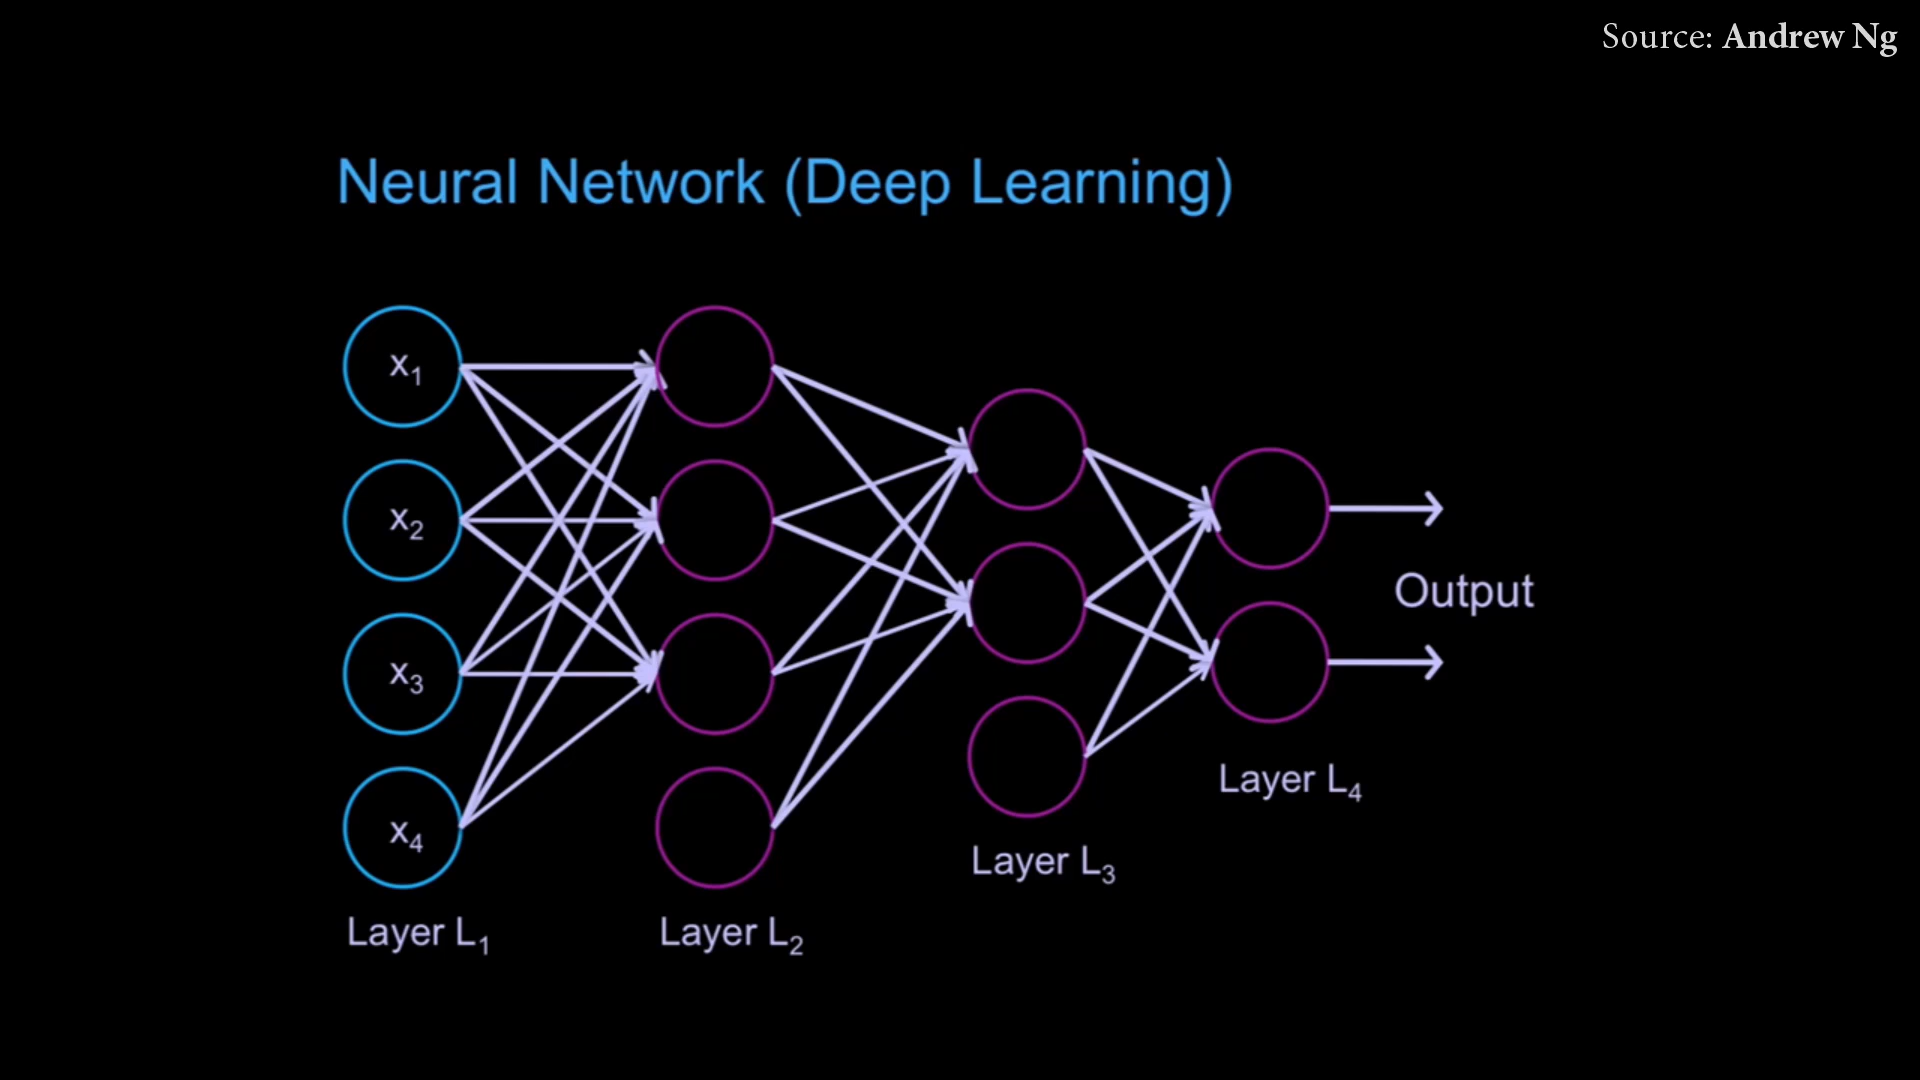 Source: Andrew Ng
Neural Network (Deep Learning)
x₁
x₂
x₃
x₄
Output
Layer L₁
Layer L₂
Layer L₃
Layer L₄